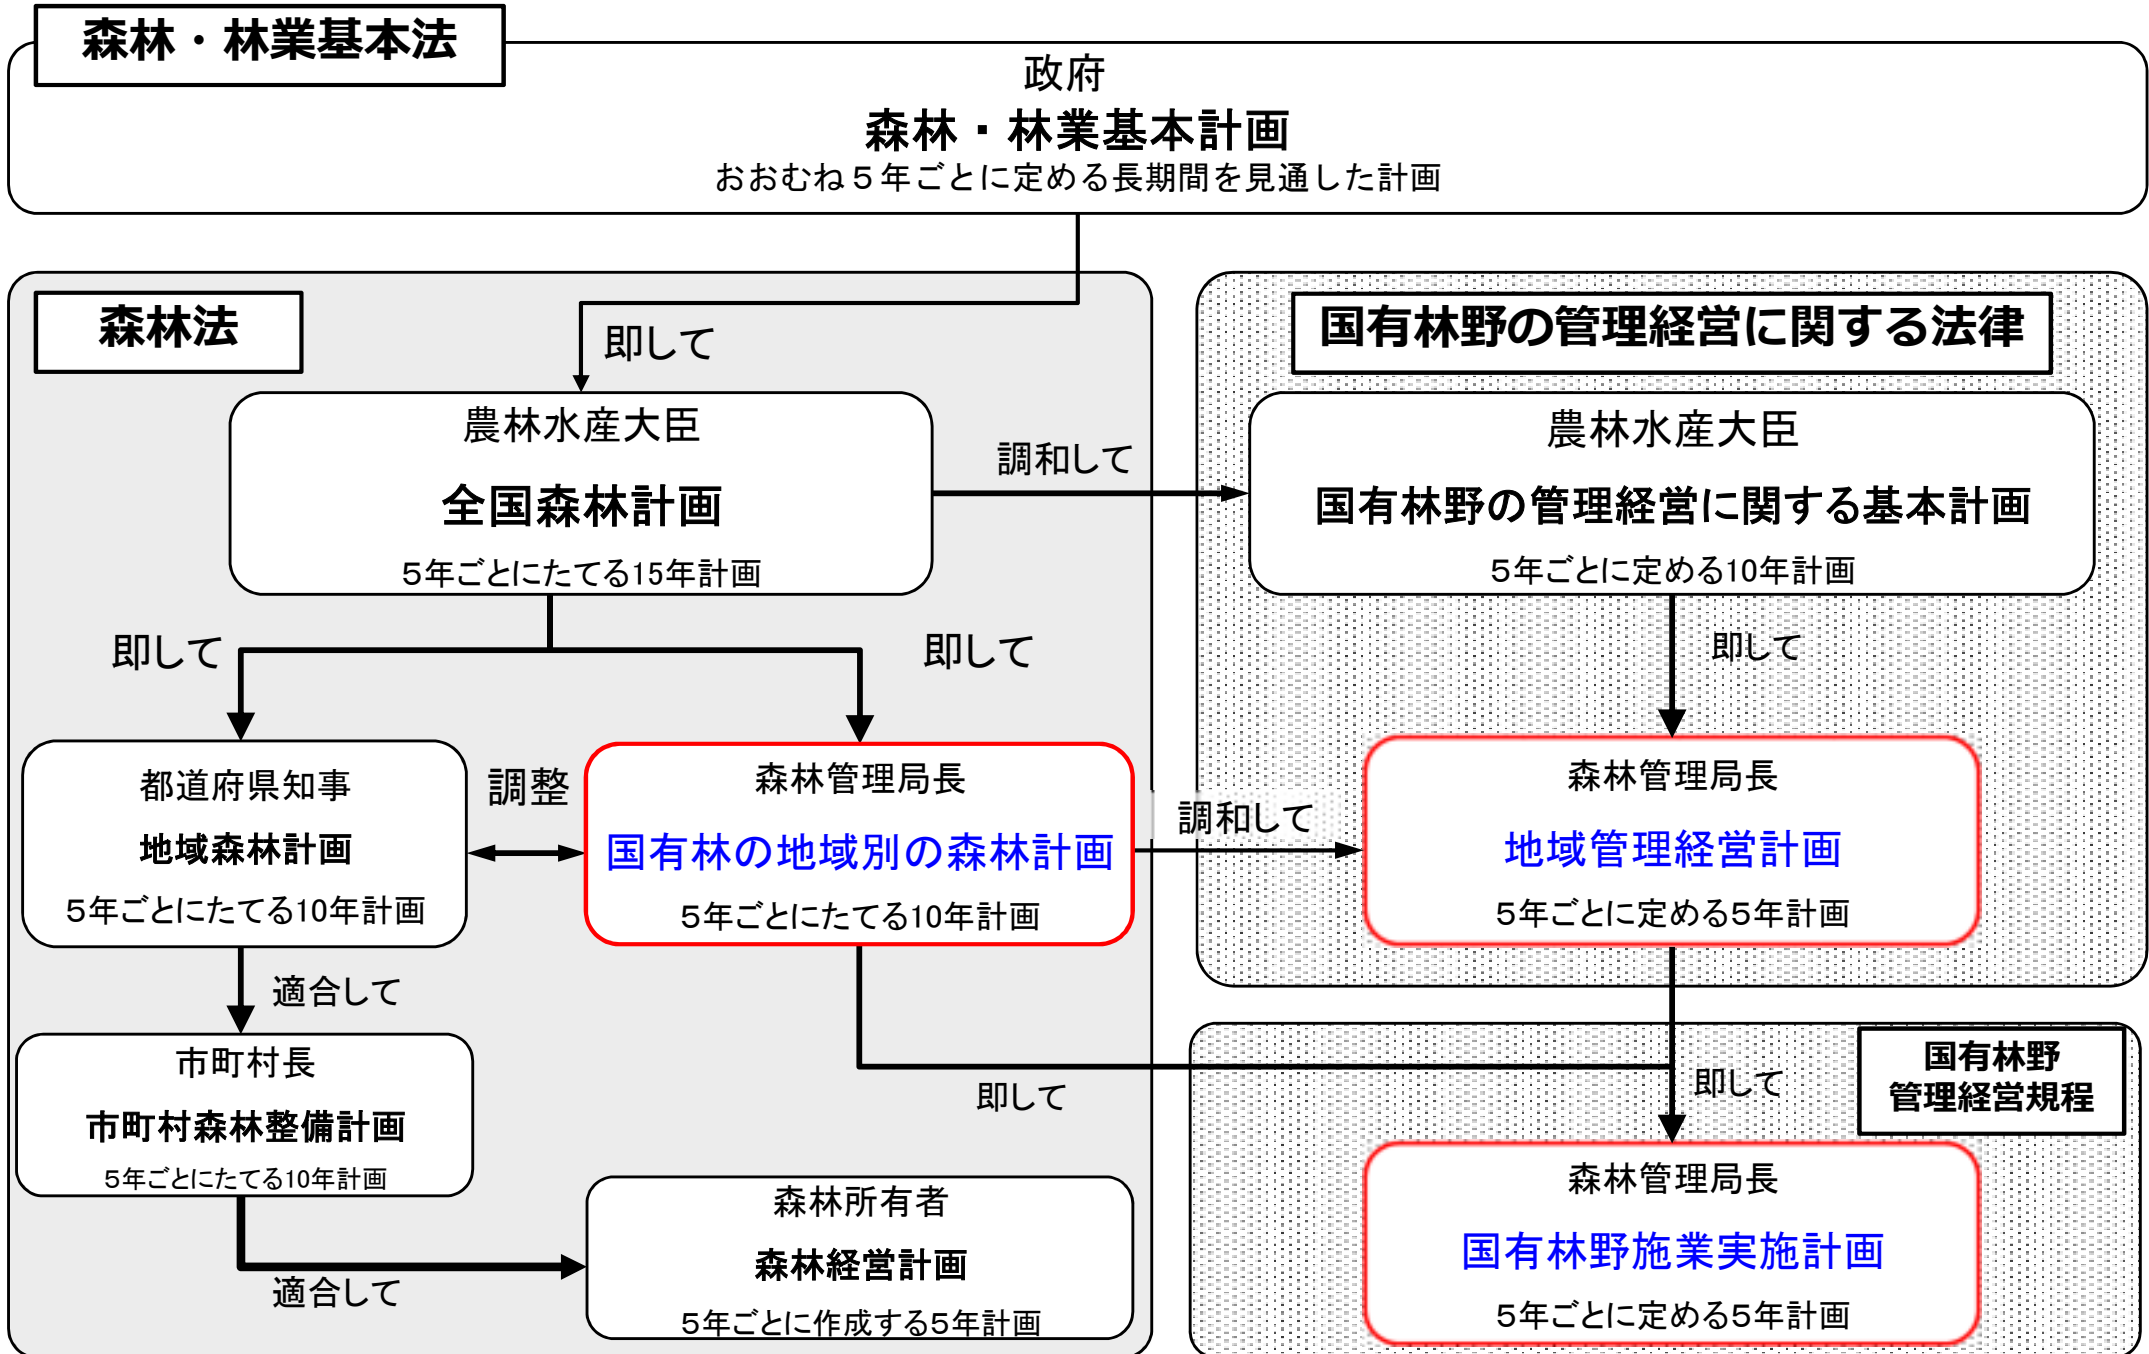 森林・林業基本法
政府
森林・林業基本計画
おおむね５年ごとに定める長期間を見通した計画
森林法
即して
農林水産大臣
全国森林計画
5年ごとにたてる15年計画
調和して
国有林野の管理経営に関する法律
農林水産大臣
国有林野の管理経営に関する基本計画
5年ごとに定める10年計画
即して
即して
即して
都道府県知事
地域森林計画
5年ごとにたてる10年計画
調整
森林管理局長
国有林の地域別の森林計画
5年ごとにたてる10年計画
調和して
森林管理局長
地域管理経営計画
5年ごとに定める5年計画
適合して
市町村長
市町村森林整備計画
5年ごとにたてる10年計画
適合して
森林所有者
森林経営計画
5年ごとに作成する5年計画
即して
即して
国有林野
管理経営規程
森林管理局長
国有林野施業実施計画
5年ごとに定める5年計画